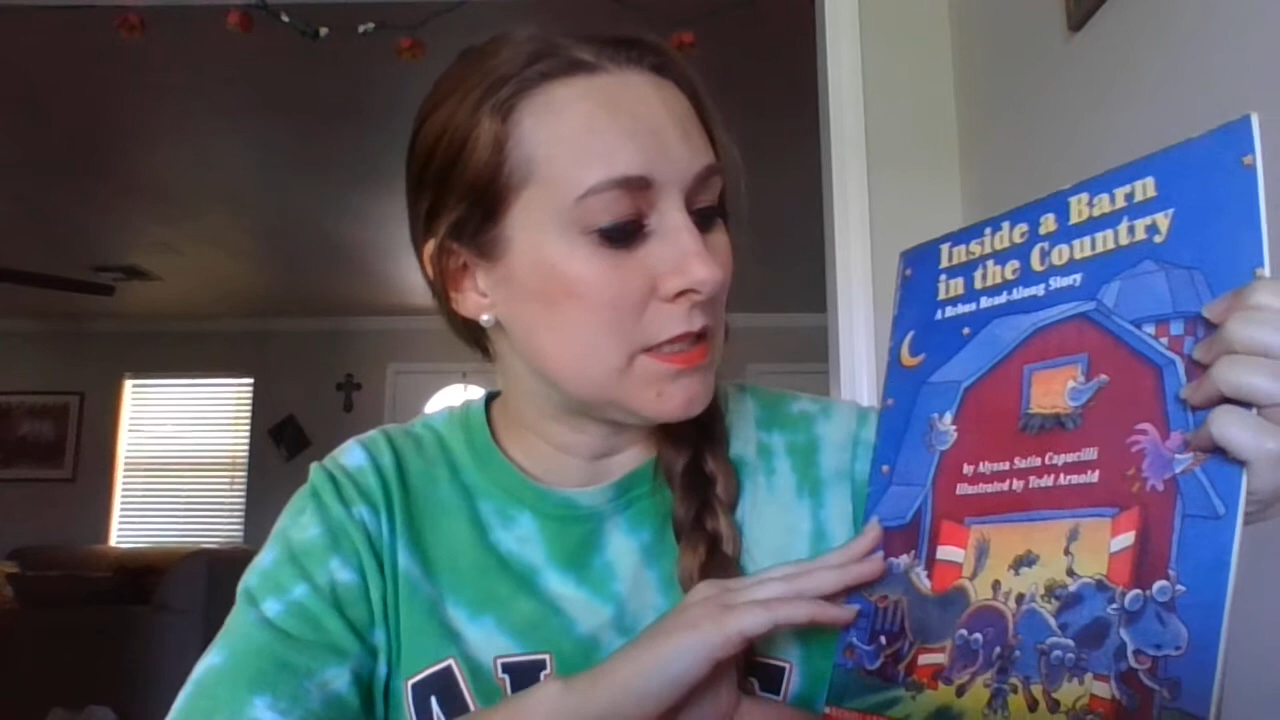 Inside a Barn
in the Country
A Rebus Read-Along Story
by Alyssa Satin Capucilli
Illustrated by Tedd Arnold